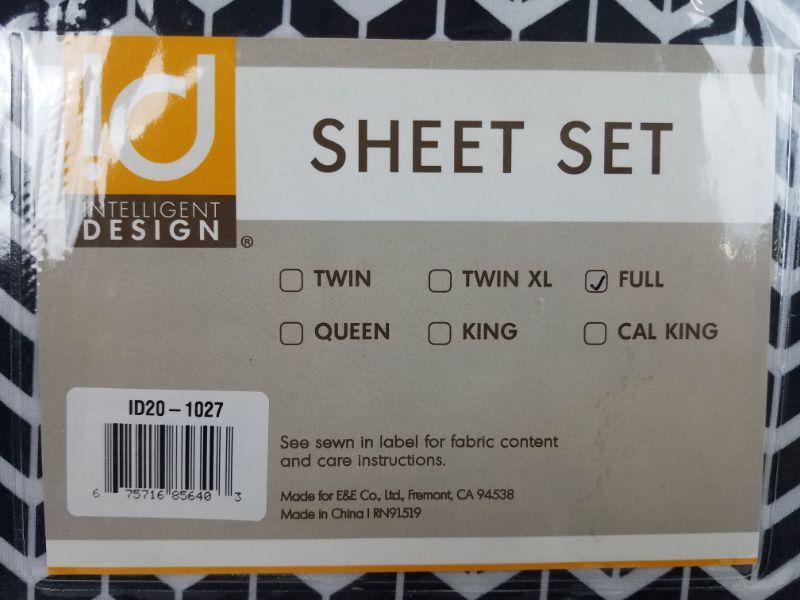 id
INTELLIGENT
DESIGN®
SHEET SET
TWIN
TWIN XL
FULL
QUEEN
KING
CAL KING
ID20-1027
6 75716 85640 3
See sewn in label for fabric content
and care instructions.
Made for E&E Co., Ltd., Fremont, CA 94538
Made in China | RN91519